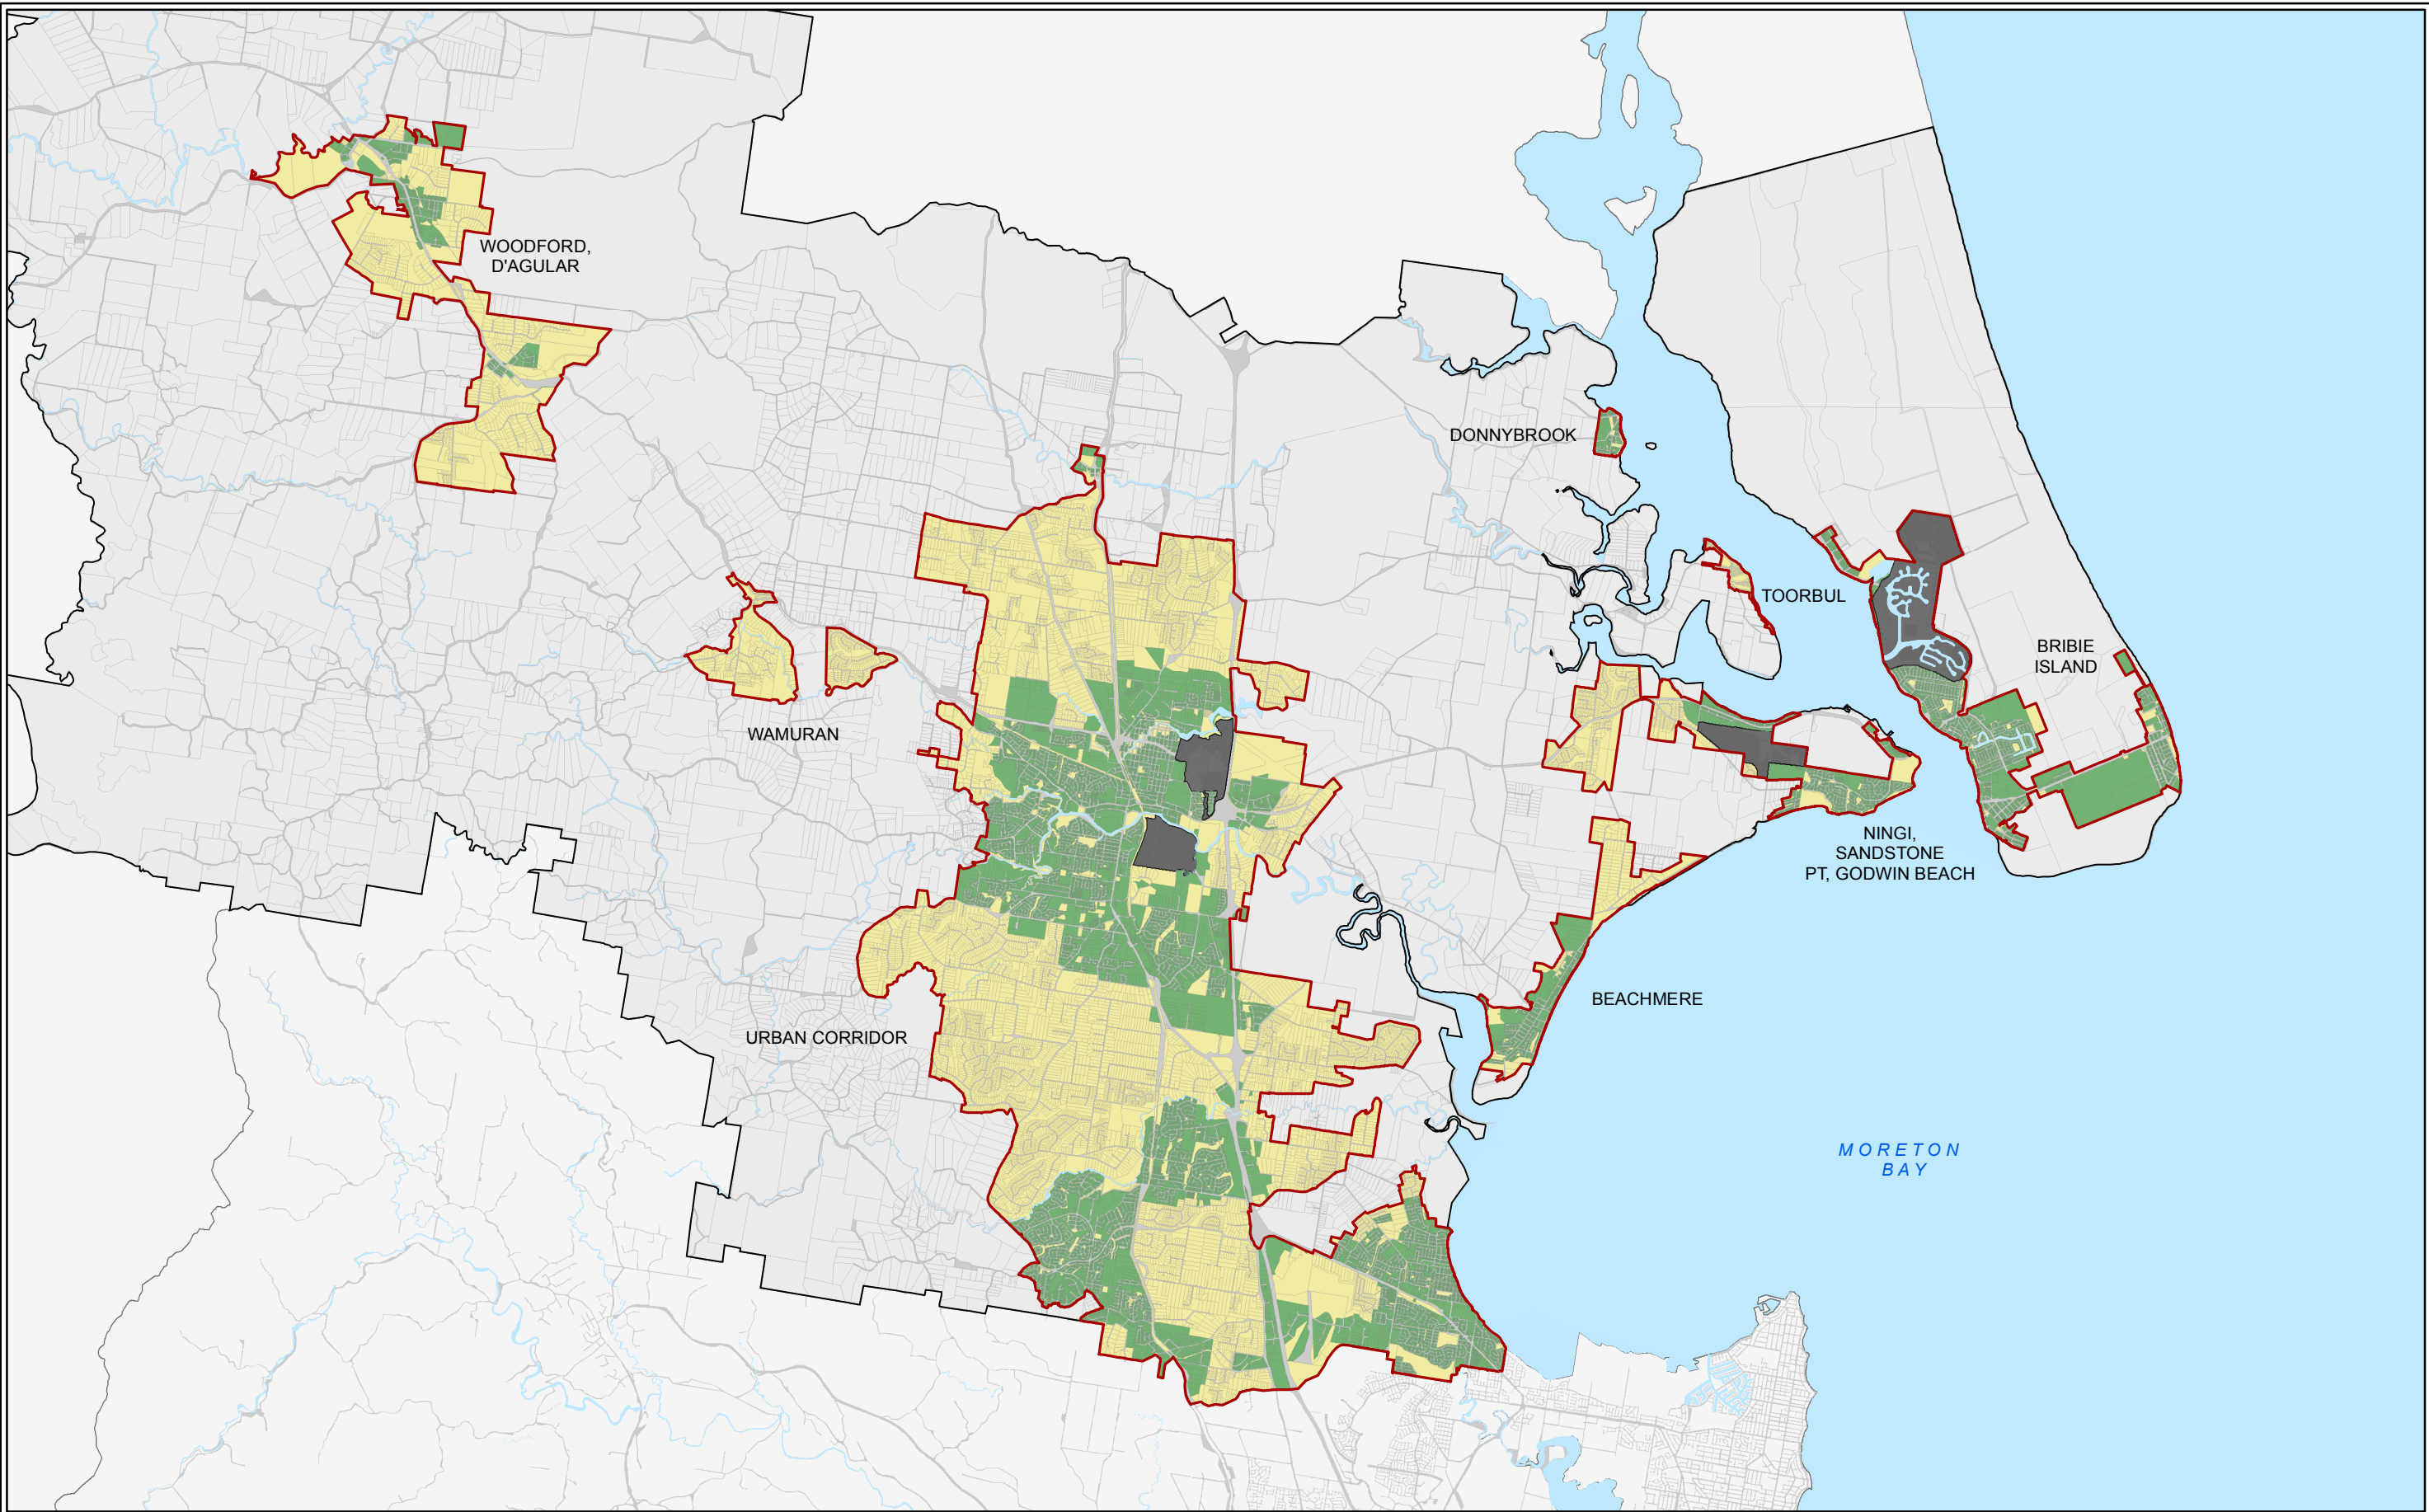 WOODFORD,
D'AGULAR
DONNYBROOK
TOORBUL
BRIBIE
ISLAND
WAMURAN
NINGI,
SANDSTONE
PT, GODWIN BEACH
BEACHMERE
URBAN CORRIDOR
MORETON
BAY